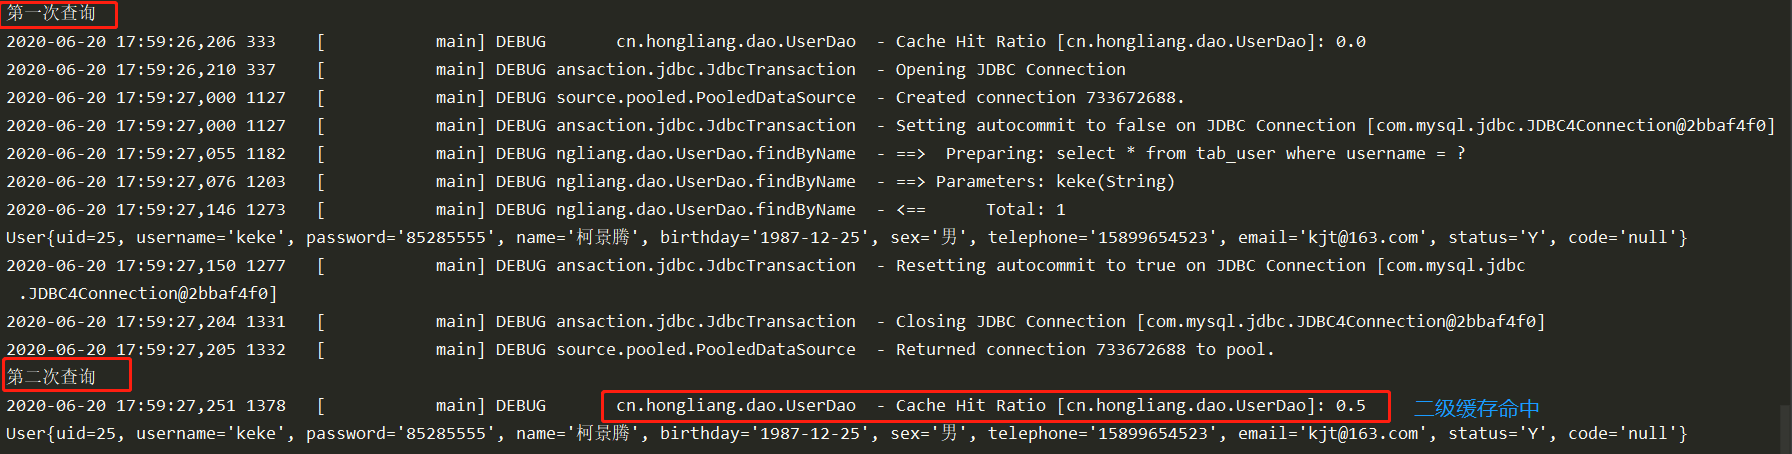 第一次查询
2020-06-20 17:59:26,206 333    [           main] DEBUG       cn.hongliang.dao.UserDao  - Cache Hit Ratio [cn.hongliang.dao.UserDao]: 0.0
2020-06-20 17:59:26,210 337    [           main] DEBUG ansaction.jdbc.JdbcTransaction  - Opening JDBC Connection
2020-06-20 17:59:27,000 1127   [           main] DEBUG source.pooled.PooledDataSource  - Created connection 733672688.
2020-06-20 17:59:27,000 1127   [           main] DEBUG ansaction.jdbc.JdbcTransaction  - Setting autocommit to false on JDBC Connection [com.mysql.jdbc.JDBC4Connection@2bbaf4f0]
2020-06-20 17:59:27,055 1182   [           main] DEBUG ngliang.dao.UserDao.findByName  - ==>  Preparing: select * from tab_user where username = ?
2020-06-20 17:59:27,076 1203   [           main] DEBUG ngliang.dao.UserDao.findByName  - ==> Parameters: keke(String)
2020-06-20 17:59:27,146 1273   [           main] DEBUG ngliang.dao.UserDao.findByName  - <==      Total: 1
User{uid=25, username='keke', password='85285555', name='柯景腾', birthday='1987-12-25', sex='男', telephone='15899654523', email='kjt@163.com', status='Y', code='null'}
2020-06-20 17:59:27,150 1277   [           main] DEBUG ansaction.jdbc.JdbcTransaction  - Resetting autocommit to true on JDBC Connection [com.mysql.jdbc
.JDBC4Connection@2bbaf4f0]
2020-06-20 17:59:27,204 1331   [           main] DEBUG ansaction.jdbc.JdbcTransaction  - Closing JDBC Connection [com.mysql.jdbc.JDBC4Connection@2bbaf4f0]
2020-06-20 17:59:27,205 1332   [           main] DEBUG source.pooled.PooledDataSource  - Returned connection 733672688 to pool.
第二次查询
2020-06-20 17:59:27,251 1378   [           main] DEBUG       cn.hongliang.dao.UserDao  - Cache Hit Ratio [cn.hongliang.dao.UserDao]: 0.5 二级缓存命中
User{uid=25, username='keke', password='85285555', name='柯景腾', birthday='1987-12-25', sex='男', telephone='15899654523', email='kjt@163.com', status='Y', code='null'}